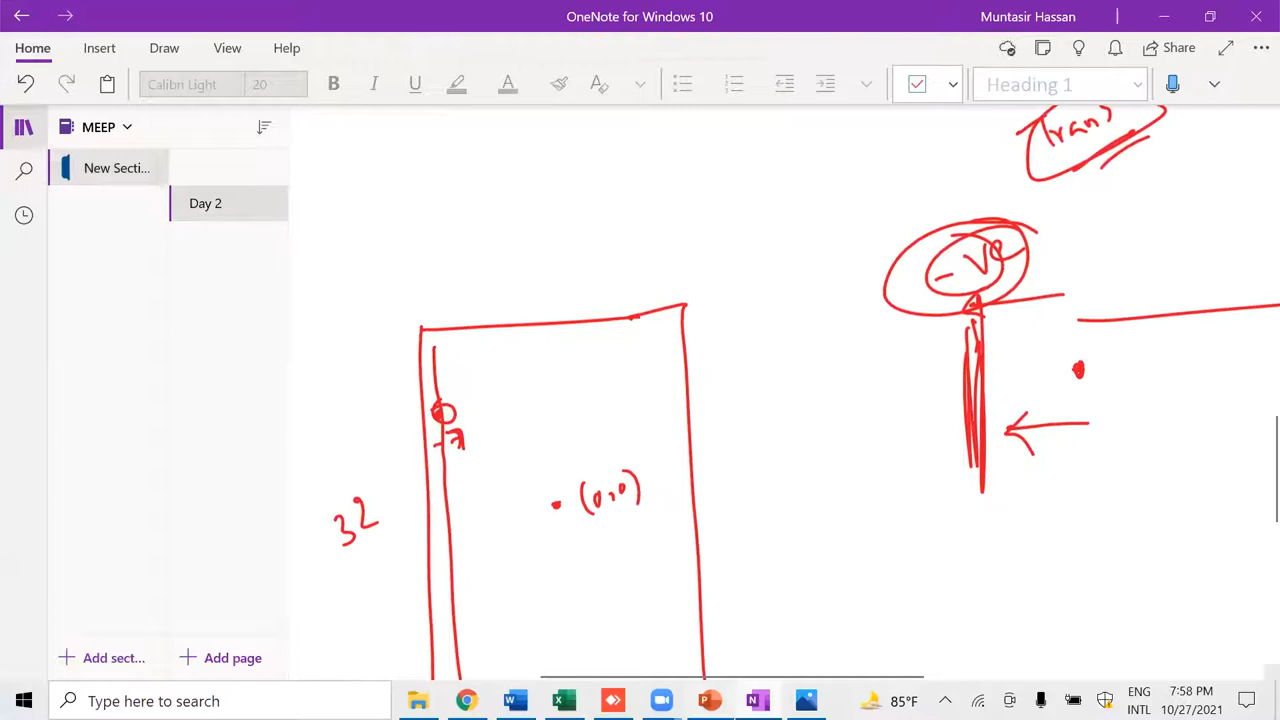 OneNote for Windows 10
Muntasir Hassan
Home Insert Draw View Help
Share
Calibri Light 20 B I U A Heading 1
MEEP
New Secti...
Day 2
Trans
-ve
-7
(0,0)
32
Add sect... Add page
Type here to search
85°F
ENG
INTL
7:58 PM
10/27/2021